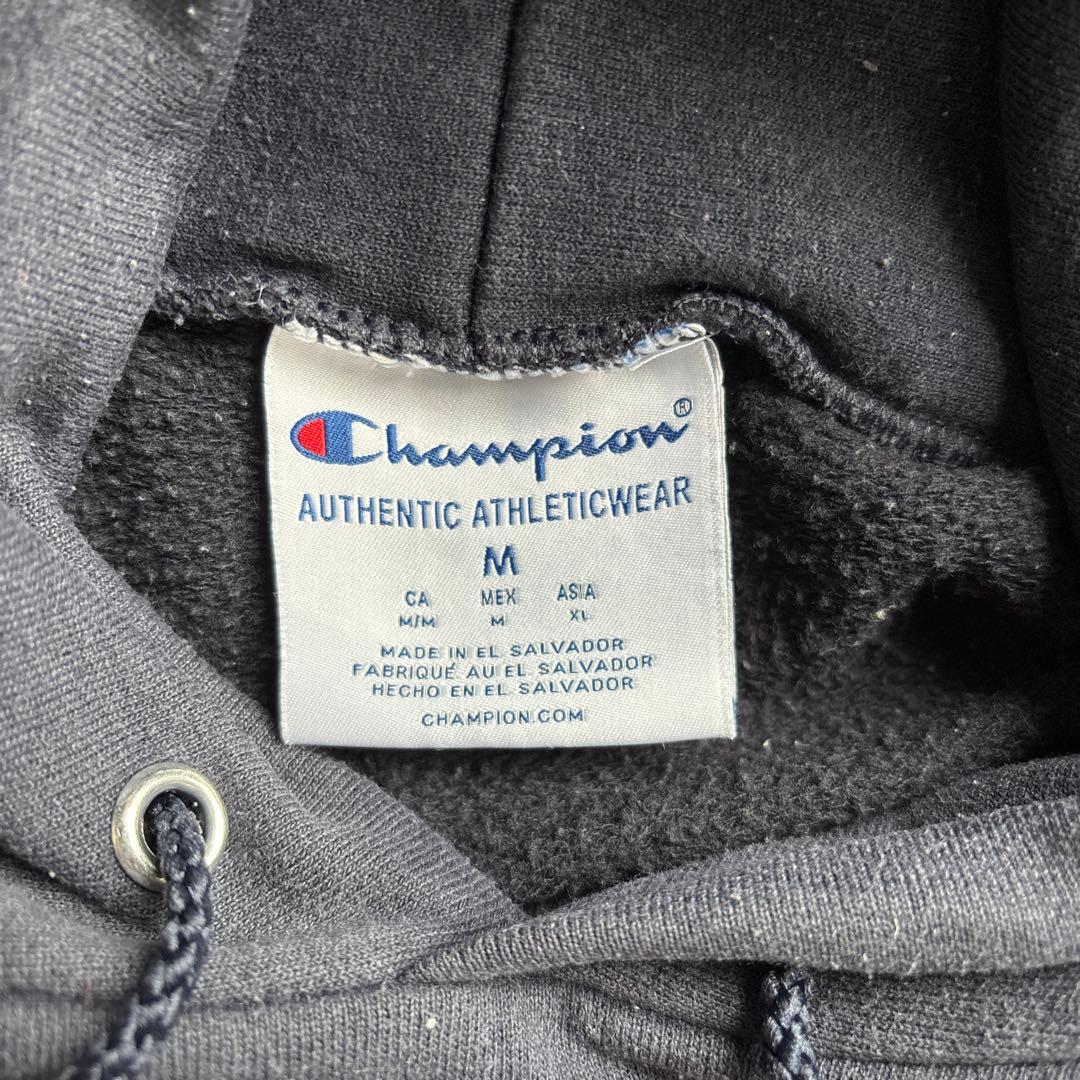 Champion®
AUTHENTIC ATHLETICWEAR
M
CA MEX ASIA
M/M M XL
MADE IN EL SALVADOR
FABRIQUÉ AU EL SALVADOR
HECHO EN EL SALVADOR
CHAMPION.COM